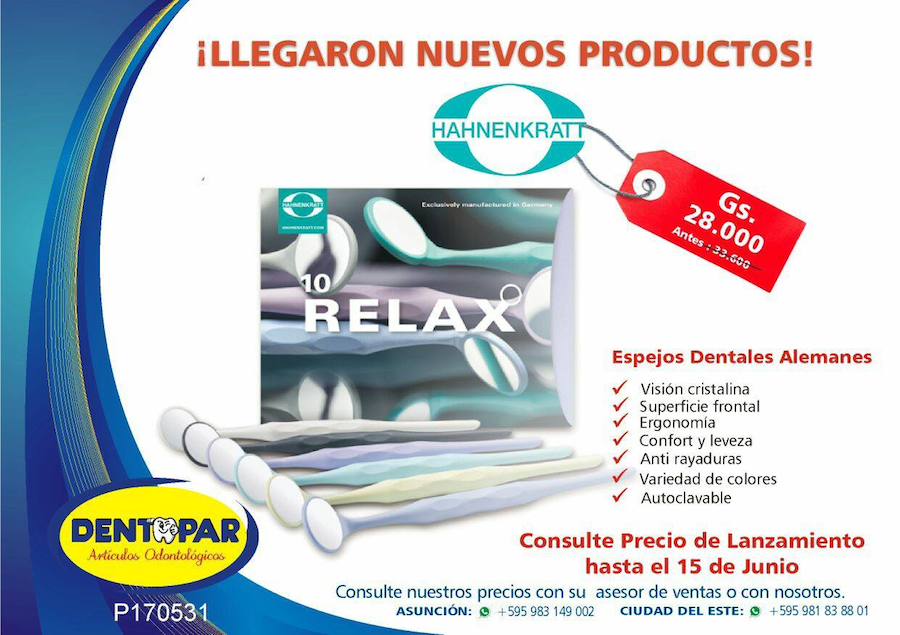 ¡LLEGARON NUEVOS PRODUCTOS!
HAHNENKRATT
Gs.
28.000
Antes : 33.600
HAHNENKRATT
HAHNENKRATT.COM
Exclusively manufactured in Germany
10
RELAX
Espejos Dentales Alemanes
Visión cristalina
Superficie frontal
Ergonomía
Confort y leveza
Anti rayaduras
Variedad de colores
Autoclavable
DENTOPAR
Artículos Odontológicos
P170531
Consulte Precio de Lanzamiento
hasta el 15 de Junio
Consulte nuestros precios con su asesor de ventas o con nosotros.
ASUNCIÓN: +595 983 149 002 CIUDAD DEL ESTE: +595 981 83 88 01